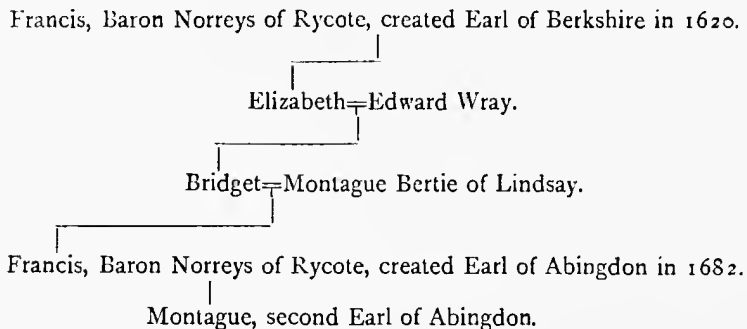 Francis, Baron Norreys of Rycote, created Earl of Berkshire in 1620.
Elizabeth=Edward Wray.
Bridget=Montague Bertie of Lindsay.
Francis, Baron Norreys of Rycote, created Earl of Abingdon in 1682.
Montague, second Earl of Abingdon.